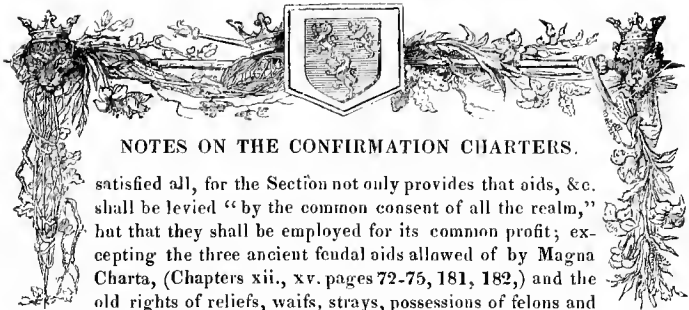 NOTES ON THE CONFIRMATION CHARTERS.
satisfied all, for the Section not only provides that aids, &c.
shall be levied “by the common consent of all the realm,”
but that they shall be employed for its common profit; ex-
cepting the three ancient feudal aids allowed of by Magna
Charta, (Chapters xii., xv. pages 72-75, 181, 182,) and the
old rights of reliefs, waifs, strays, possessions of felons and